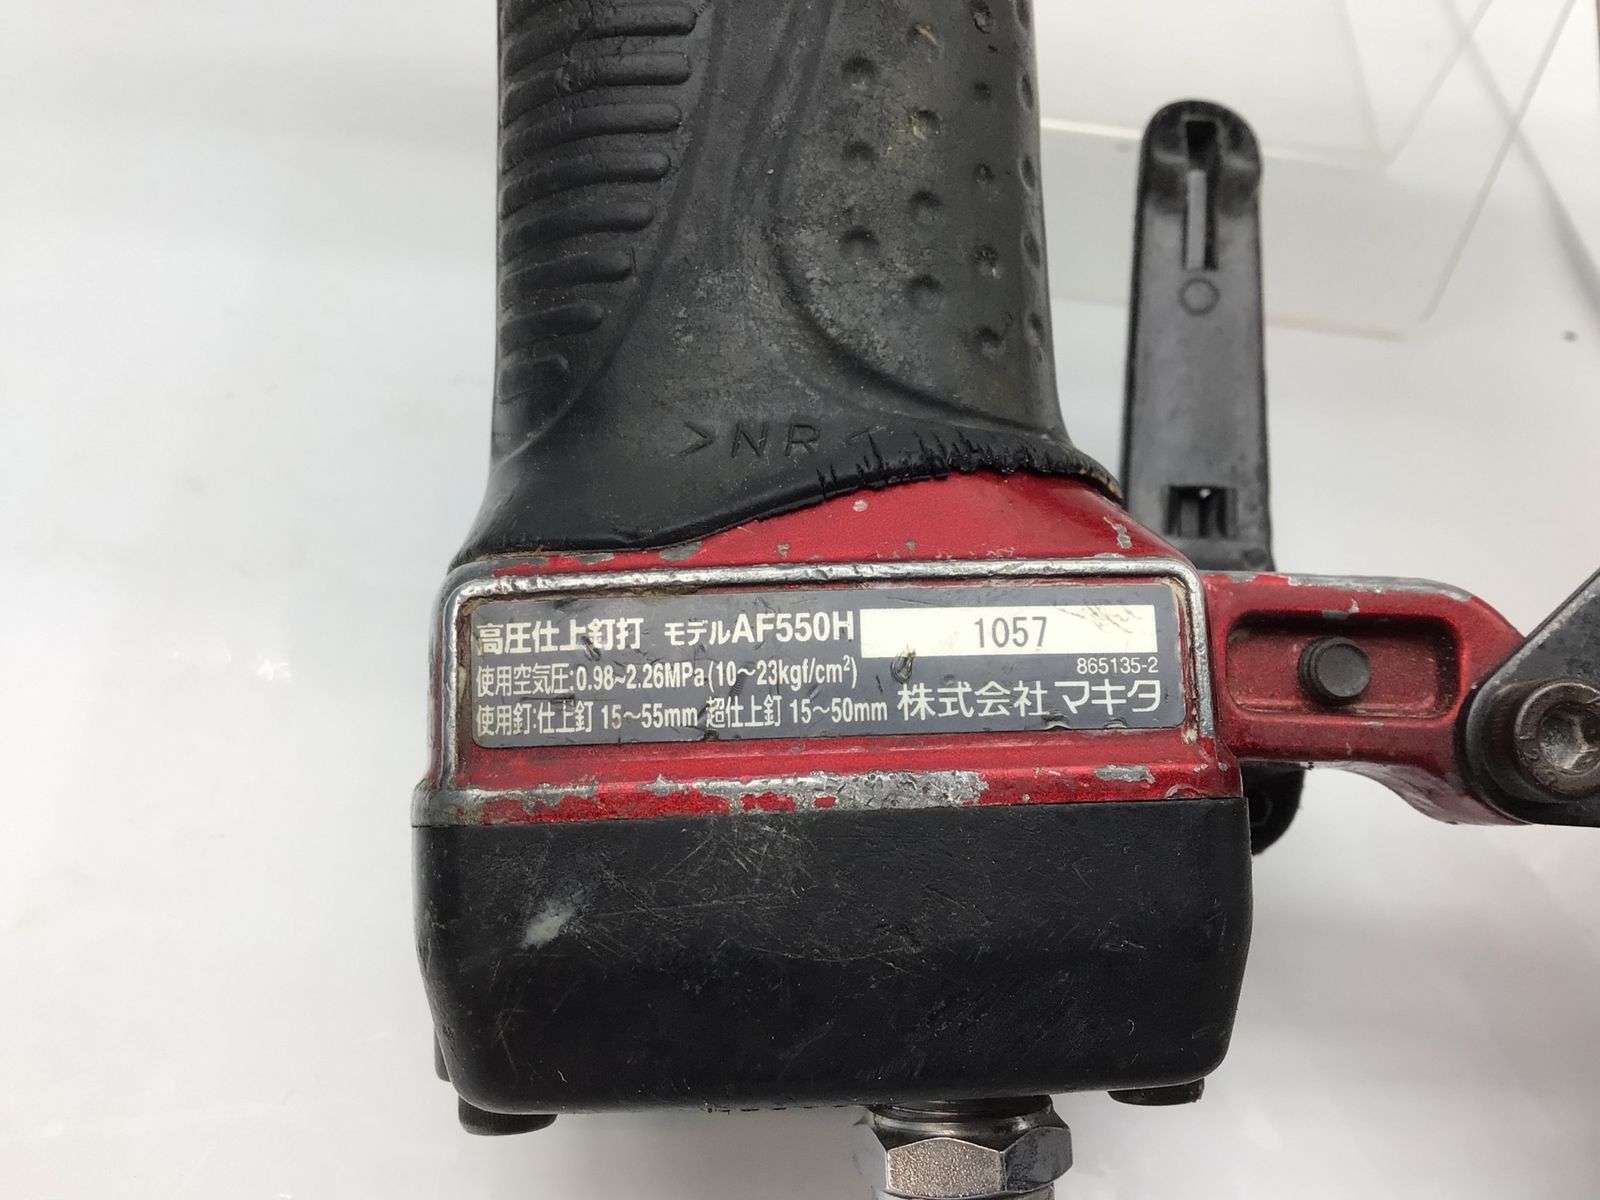 >NR
高圧仕上釘打 モデルAF550H 1057
865135-2
使用空気圧:0.98~2.26MPa(10~23kgf/cm²)
使用釘:仕上釘 15~55mm 超仕上釘 15~50mm 株式会社マキタ